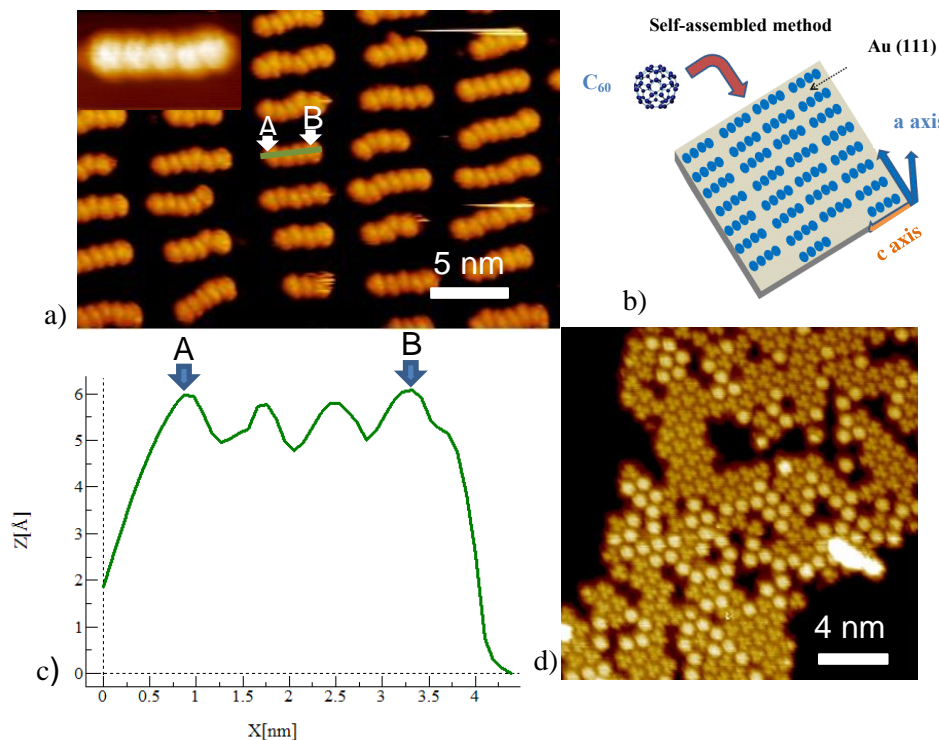 A
B
5 nm
a)
Self-assembled method
C60
Au (111)
a axis
c axis
b)
A
B
Z[Å]
6
5
4
3
2
1
0
0 0.5 1 1.5 2 2.5 3 3.5 4
X[nm]
c)
4 nm
d)